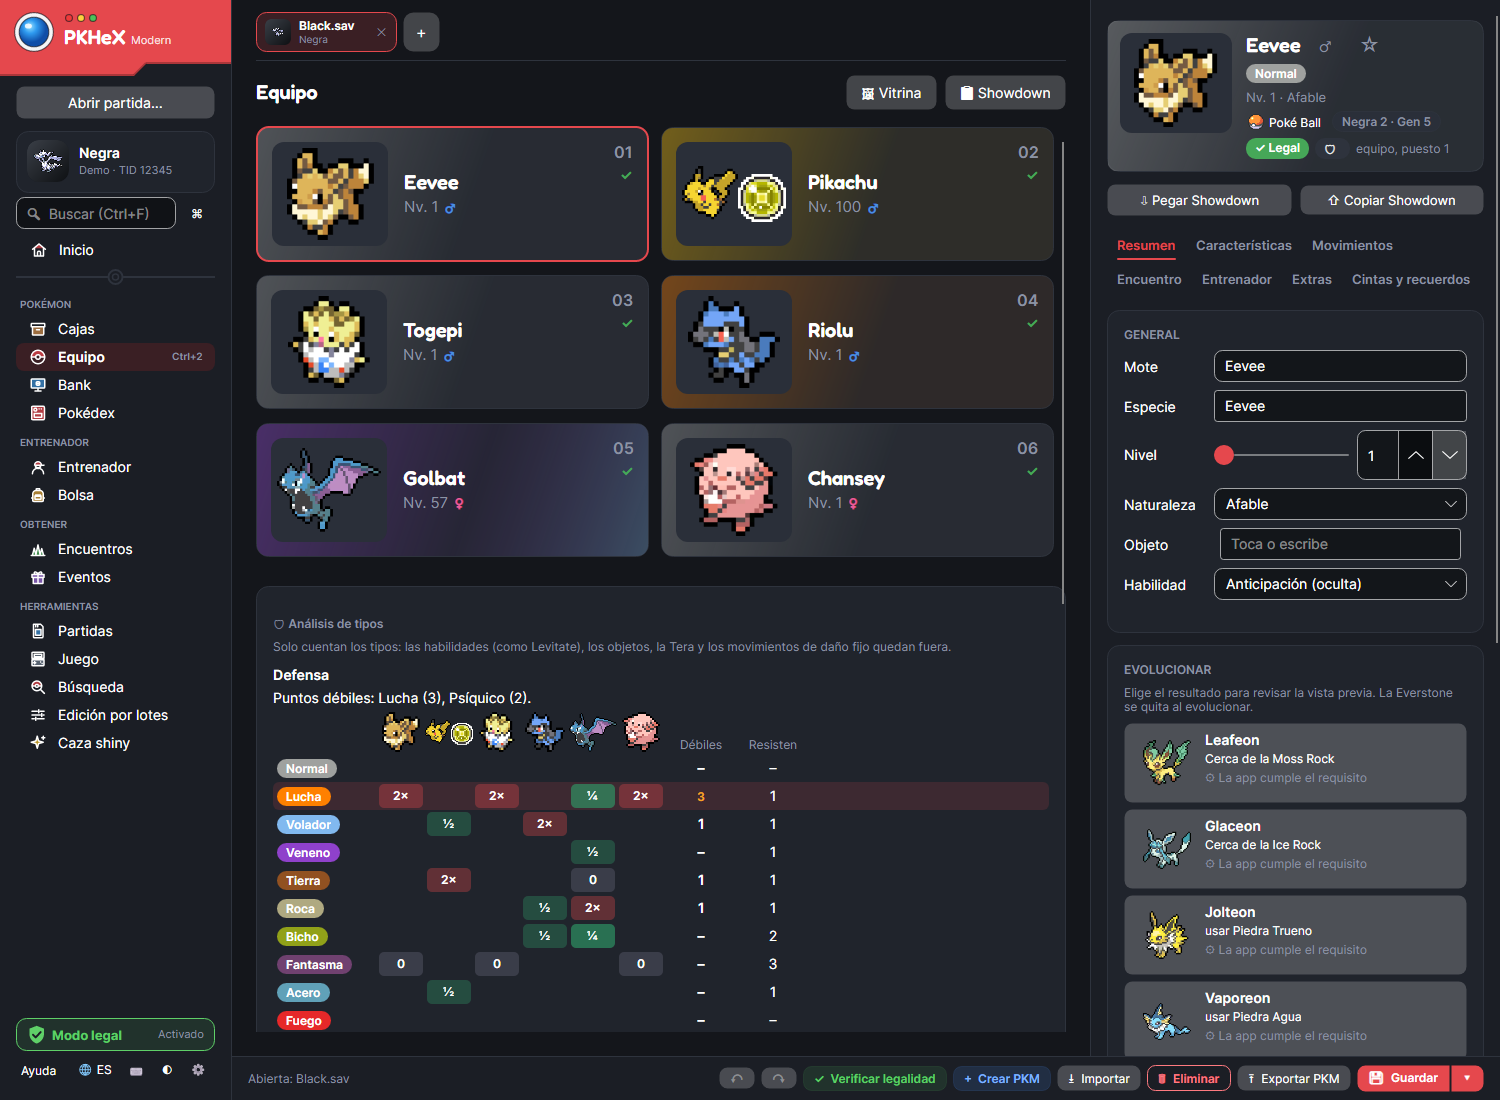 PKHeX Modern
Abrir partida...
Negra
Demo · TID 12345
Buscar (Ctrl+F)
⌘
Inicio
POKÉMON
Cajas
Equipo Ctrl+2
Bank
Pokédex
ENTRENADOR
Entrenador
Bolsa
OBTENER
Encuentros
Eventos
HERRAMIENTAS
Partidas
Juego
Búsqueda
Edición por lotes
Caza shiny
Modo legal Activado
Ayuda ES
Black.sav
Negra
+
Equipo
Vitrina
Showdown
01
Eevee
Nv. 1 ♂
02
Pikachu
Nv. 100 ♂
03
Togepi
Nv. 1 ♂
04
Riolu
Nv. 1 ♂
05
Golbat
Nv. 57 ♀
06
Chansey
Nv. 1 ♀
Análisis de tipos
Solo cuentan los tipos: las habilidades (como Levitate), los objetos, la Tera y los movimientos de daño fijo quedan fuera.
Defensa
Puntos débiles: Lucha (3), Psíquico (2).
Débiles Resisten
Normal – –
Lucha 2× 2× ¼ 2× 3 1
Volador ½ 2× 1 1
Veneno ½ – 1
Tierra 2× 0 1 1
Roca ½ 2× 1 1
Bicho ½ ¼ – 2
Fantasma 0 0 0 – 3
Acero ½ – 1
Fuego – –
Eevee ♂ ☆
Normal
Nv. 1 · Afable
Poké Ball Negra 2 · Gen 5
✓ Legal equipo, puesto 1
⇩ Pegar Showdown
⇧ Copiar Showdown
Resumen Características Movimientos
Encuentro Entrenador Extras Cintas y recuerdos
GENERAL
Mote Eevee
Especie Eevee
Nivel 1
Naturaleza Afable
Objeto Toca o escribe
Habilidad Anticipación (oculta)
EVOLUCIONAR
Elige el resultado para revisar la vista previa. La Everstone
se quita al evolucionar.
Leafeon
Cerca de la Moss Rock
La app cumple el requisito
Glaceon
Cerca de la Ice Rock
La app cumple el requisito
Jolteon
usar Piedra Trueno
La app cumple el requisito
Vaporeon
usar Piedra Agua
La app cumple el requisito
Abierta: Black.sav
✓ Verificar legalidad
+ Crear PKM
Importar
Eliminar
Exportar PKM
Guardar